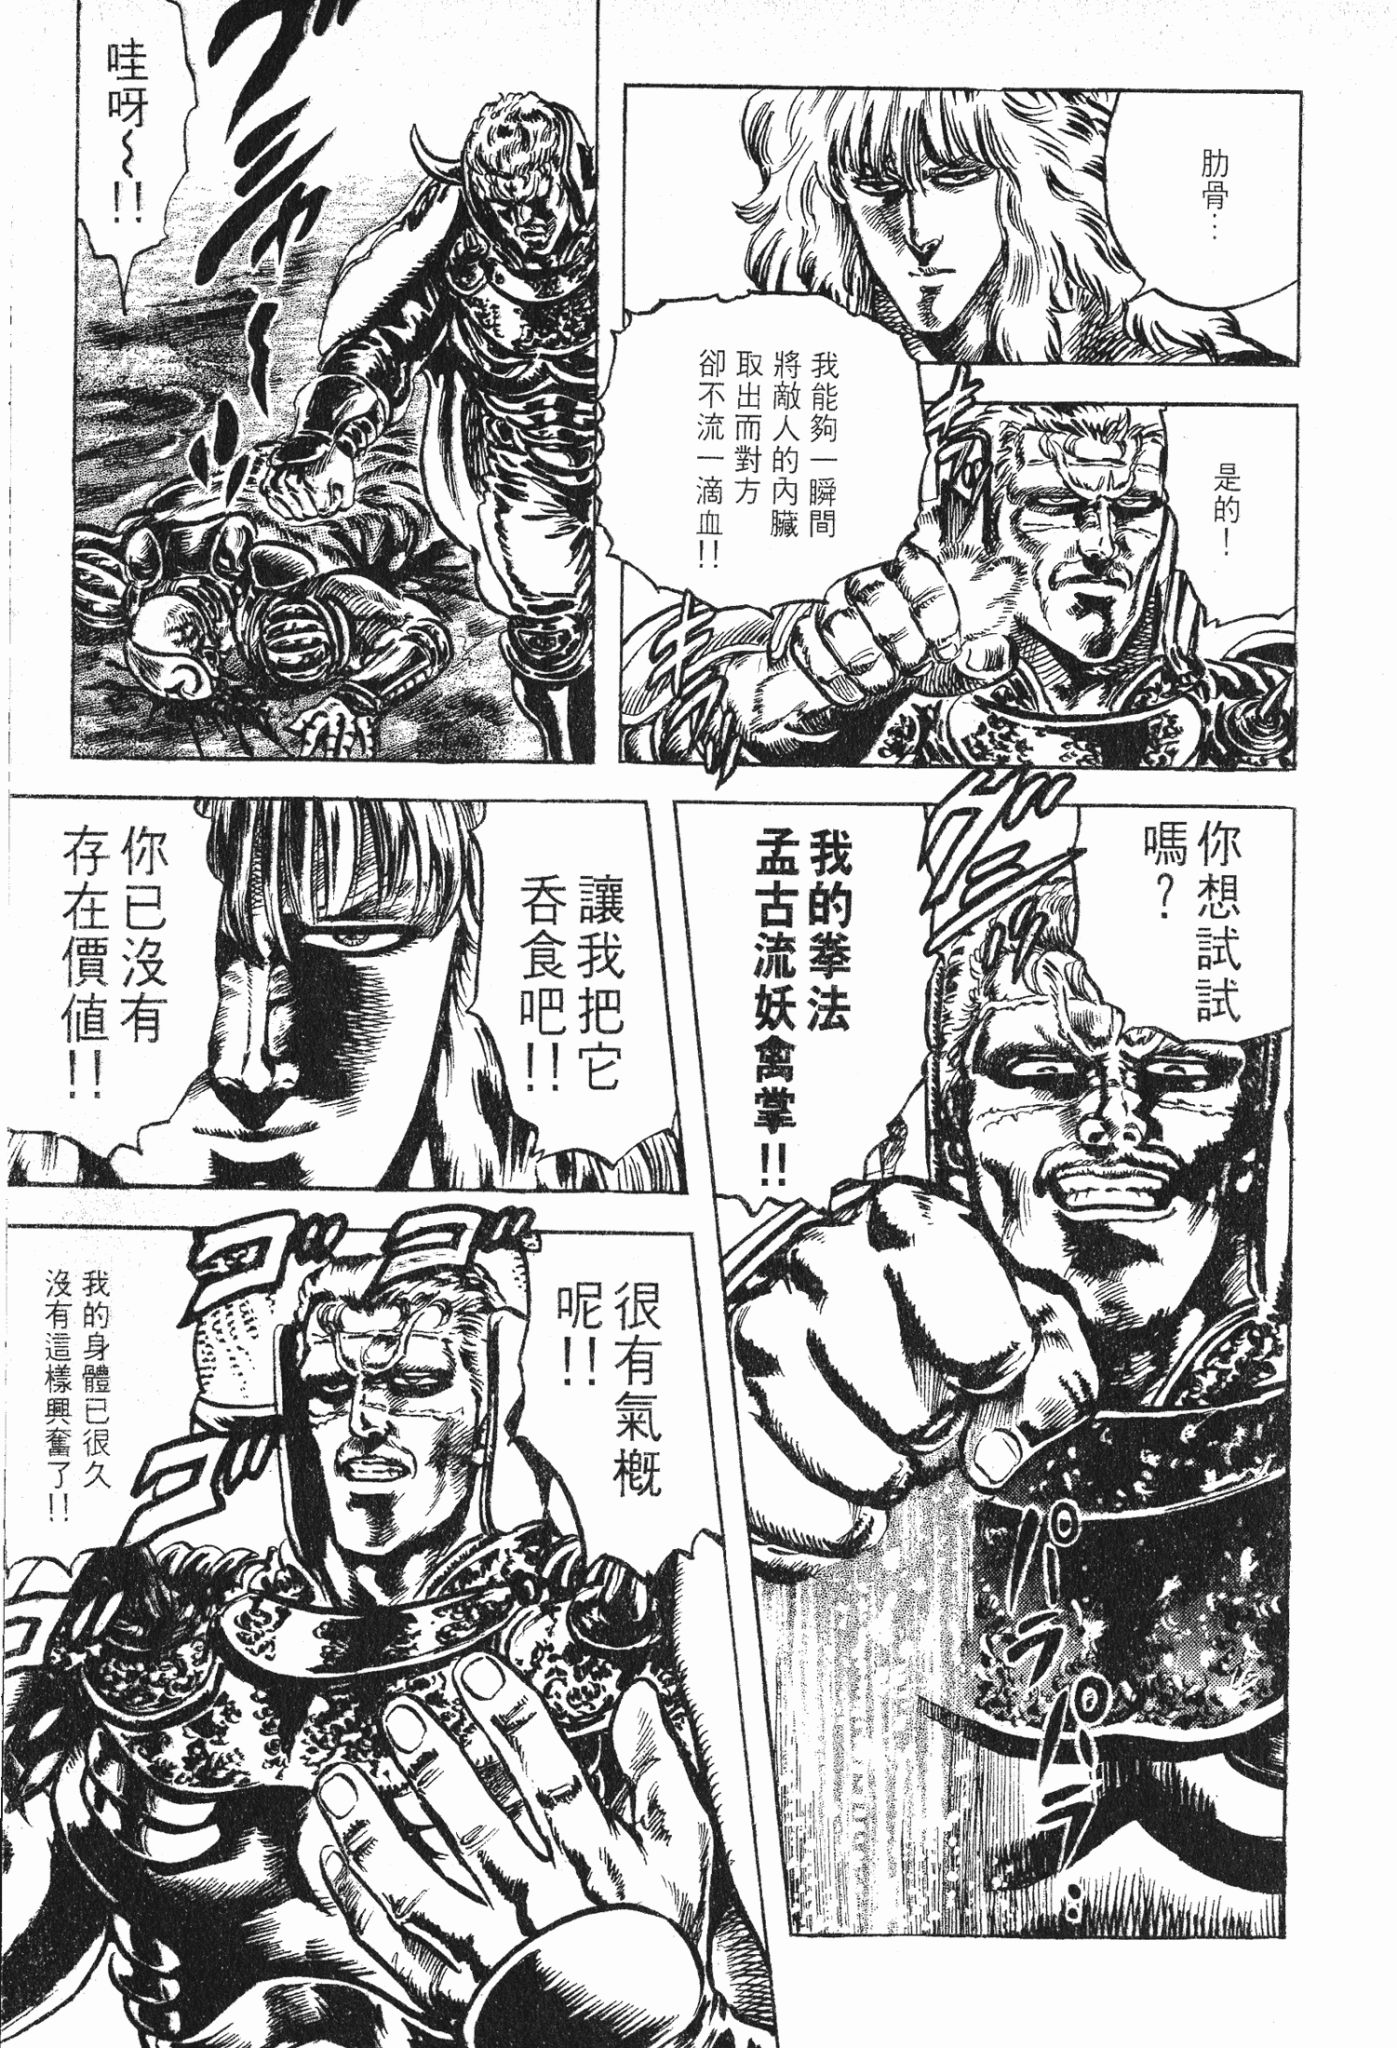 肋骨…
是的！
我能夠一瞬間
將敵人的內臟
取出而對方
卻不流一滴血!!
哇呀〜!!
你想試試
嗎？
我的拳法
孟古流妖禽掌!!
讓我把它
吞食吧!!
你已沒有
存在價值!!
很有氣概
呢!!
我的身體已很久
沒有這樣興奮了!!